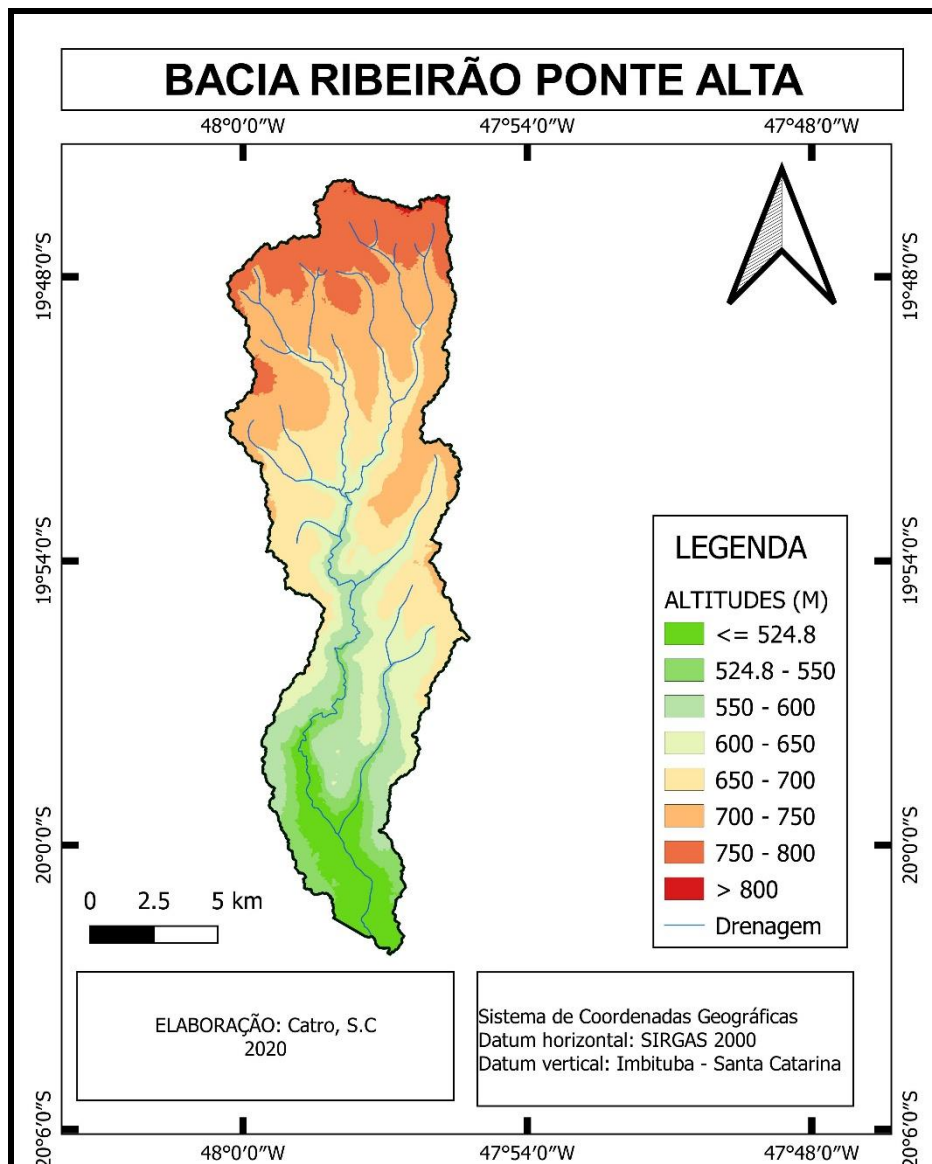 BACIA RIBEIRÃO PONTE ALTA
48°0'0"W 47°54'0"W 47°48'0"W
19°48'0"S 19°48'0"S
19°54'0"S 19°54'0"S
20°0'0"S 20°0'0"S
20°6'0"S 20°6'0"S
LEGENDA
ALTITUDES (M)
<= 524.8
524.8 - 550
550 - 600
600 - 650
650 - 700
700 - 750
750 - 800
> 800
Drenagem
0 2.5 5 km
ELABORAÇÃO: Catro, S.C
2020
Sistema de Coordenadas Geográficas
Datum horizontal: SIRGAS 2000
Datum vertical: Imbituba - Santa Catarina
48°0'0"W 47°54'0"W 47°48'0"W